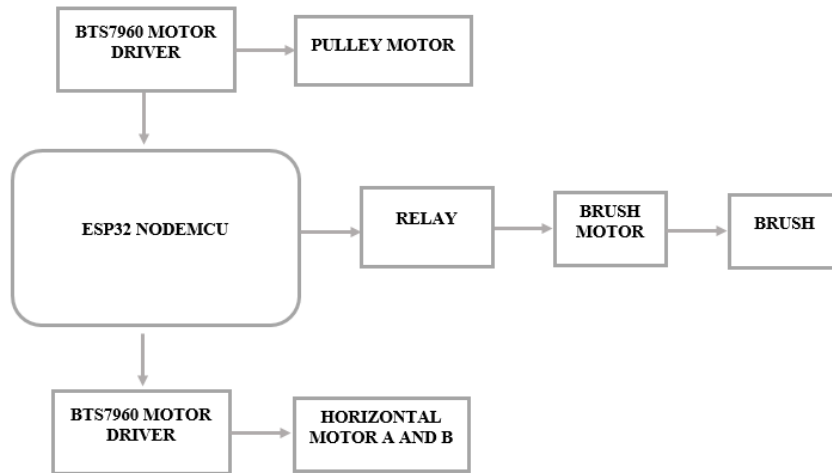 BTS7960 MOTOR
DRIVER
PULLEY MOTOR
ESP32 NODEMCU
RELAY
BRUSH
MOTOR
BRUSH
BTS7960 MOTOR
DRIVER
HORIZONTAL
MOTOR A AND B